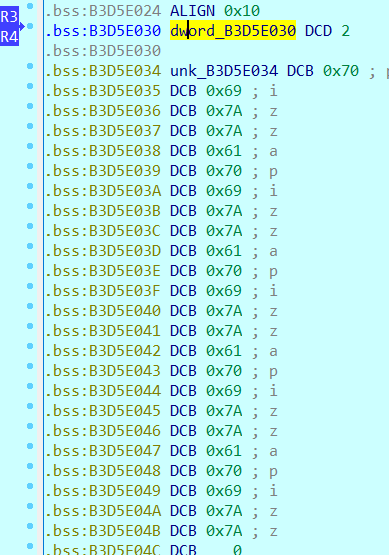 .bss:B3D5E024 ALIGN 0x10
R3
R4
.bss:B3D5E030 dword_B3D5E030 DCD 2
.bss:B3D5E030
.bss:B3D5E034 unk_B3D5E034 DCB 0x70 ; p
.bss:B3D5E035 DCB 0x69 ; i
.bss:B3D5E036 DCB 0x7A ; z
.bss:B3D5E037 DCB 0x7A ; z
.bss:B3D5E038 DCB 0x61 ; a
.bss:B3D5E039 DCB 0x70 ; p
.bss:B3D5E03A DCB 0x69 ; i
.bss:B3D5E03B DCB 0x7A ; z
.bss:B3D5E03C DCB 0x7A ; z
.bss:B3D5E03D DCB 0x61 ; a
.bss:B3D5E03E DCB 0x70 ; p
.bss:B3D5E03F DCB 0x69 ; i
.bss:B3D5E040 DCB 0x7A ; z
.bss:B3D5E041 DCB 0x7A ; z
.bss:B3D5E042 DCB 0x61 ; a
.bss:B3D5E043 DCB 0x70 ; p
.bss:B3D5E044 DCB 0x69 ; i
.bss:B3D5E045 DCB 0x7A ; z
.bss:B3D5E046 DCB 0x7A ; z
.bss:B3D5E047 DCB 0x61 ; a
.bss:B3D5E048 DCB 0x70 ; p
.bss:B3D5E049 DCB 0x69 ; i
.bss:B3D5E04A DCB 0x7A ; z
.bss:B3D5E04B DCB 0x7A ; z
.bss:B3D5E04C DCB 0